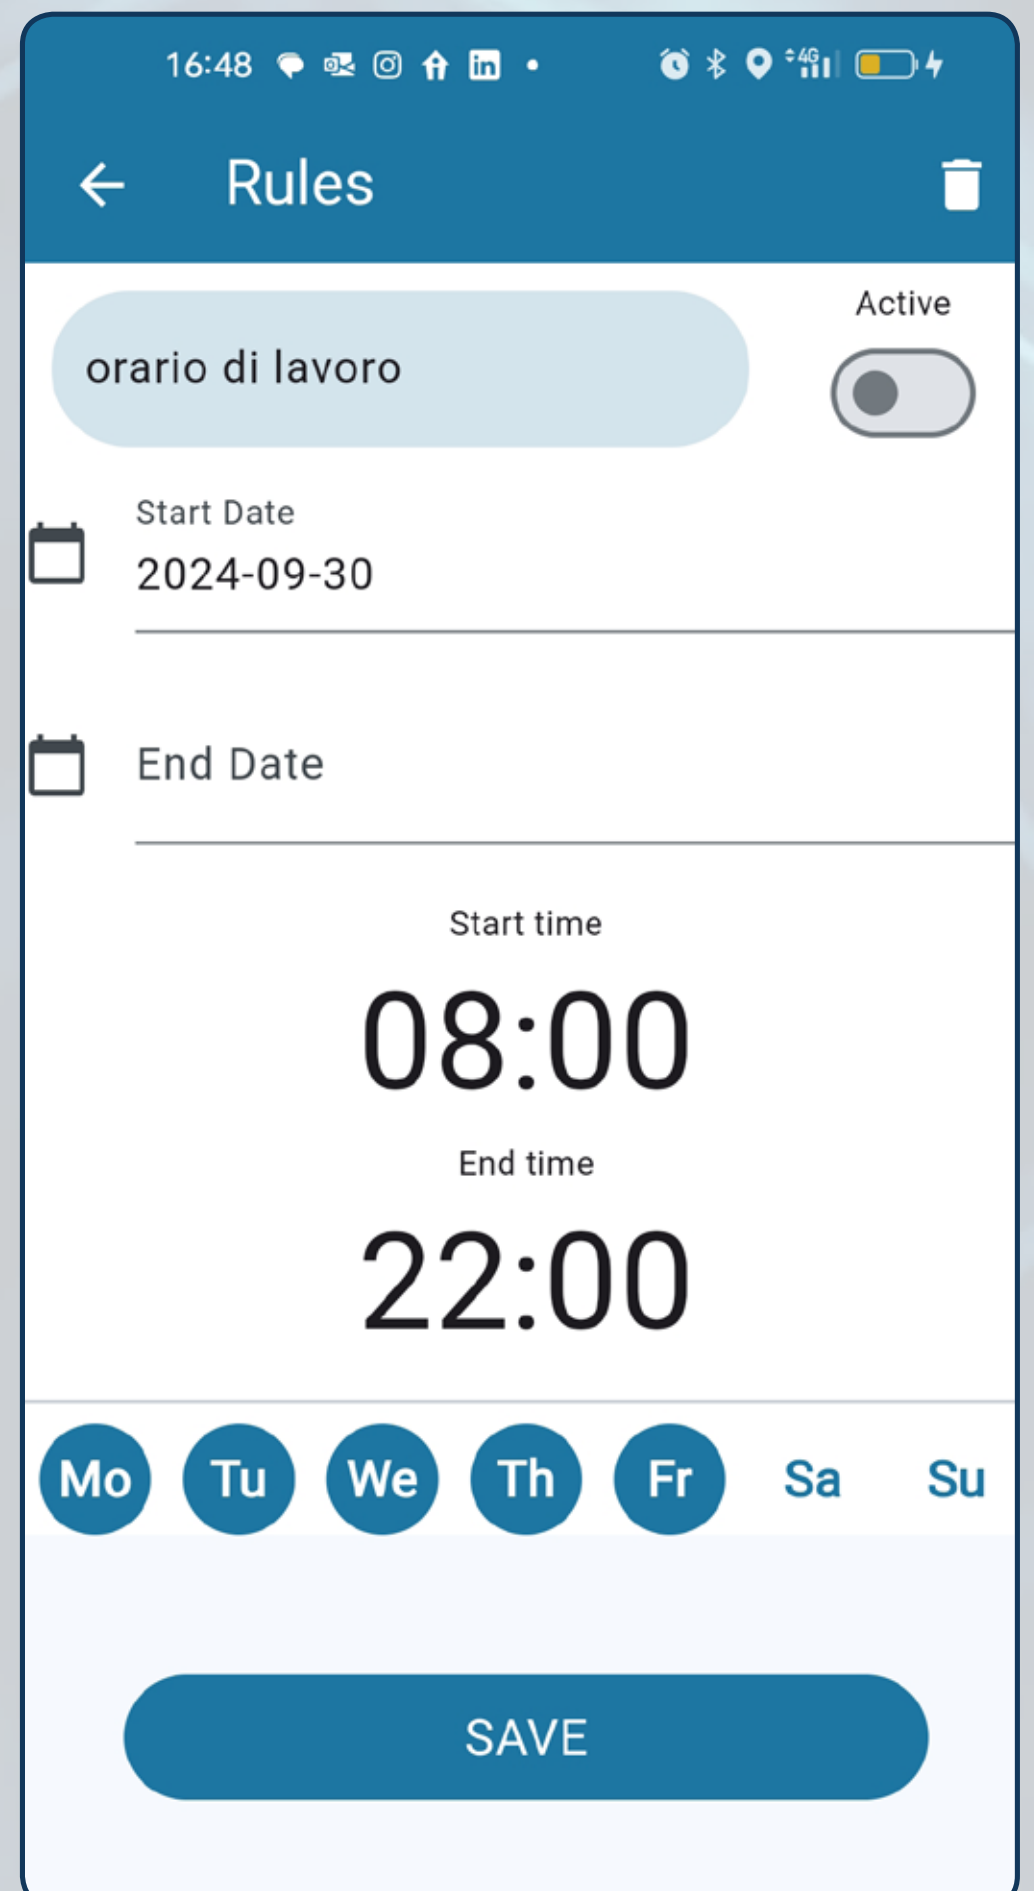 16:48 4G
Rules
Active
orario di lavoro
Start Date
2024-09-30
End Date
Start time
08:00
End time
22:00
Mo Tu We Th Fr Sa Su
SAVE